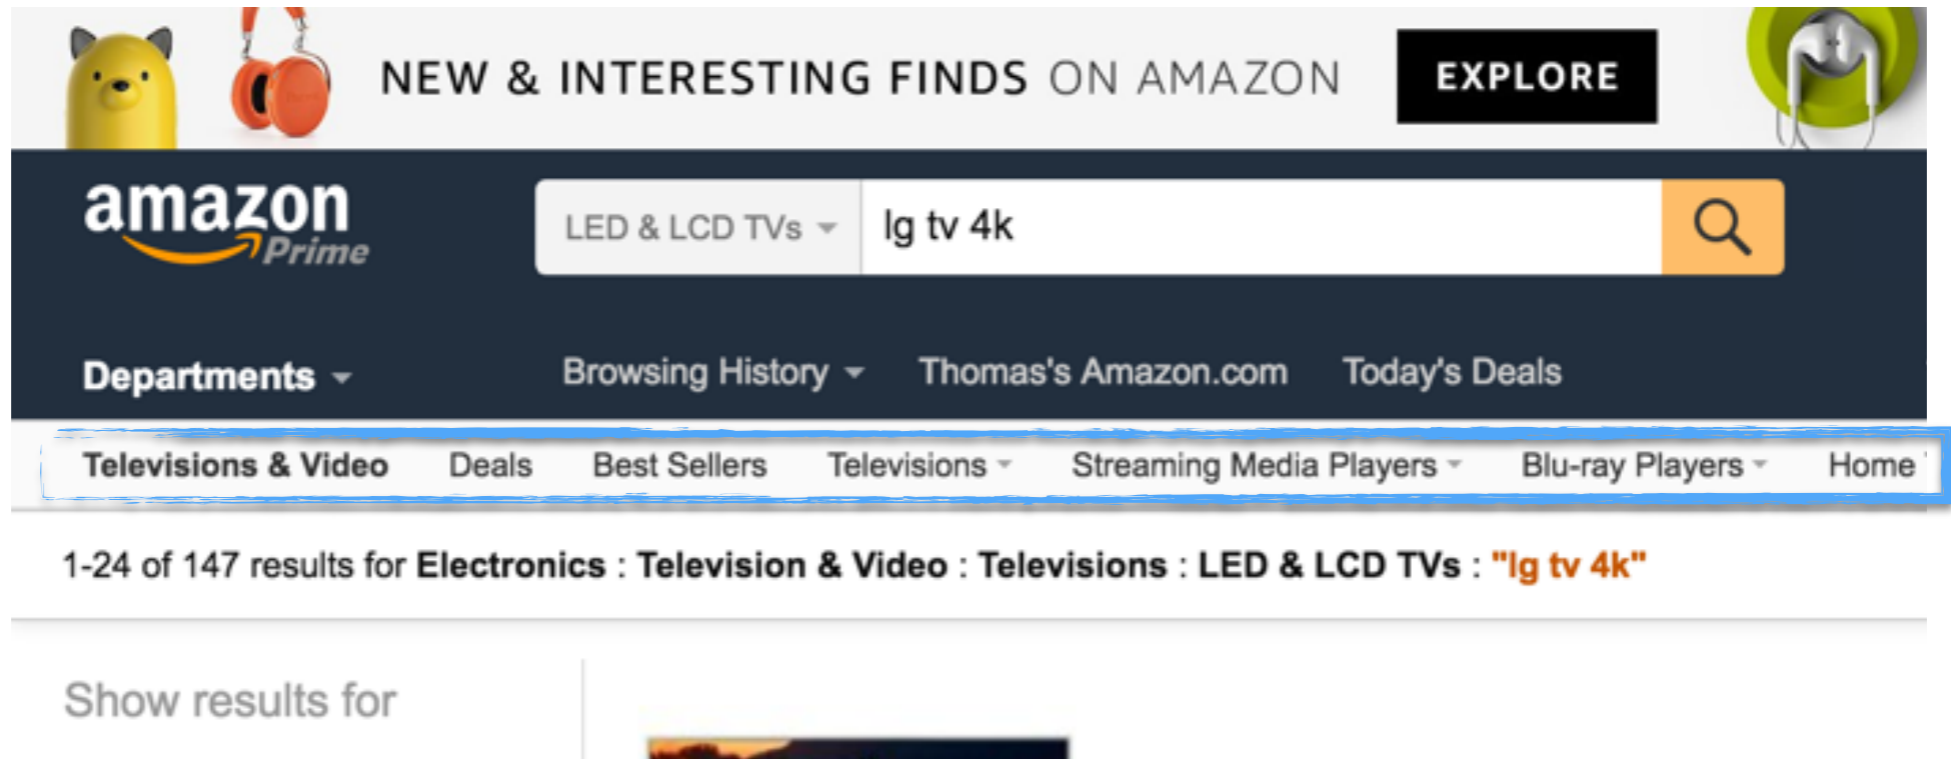 NEW & INTERESTING FINDS ON AMAZON EXPLORE
amazon
Prime
LED & LCD TVs lg tv 4k
Departments Browsing History Thomas's Amazon.com Today's Deals
Televisions & Video Deals Best Sellers Televisions Streaming Media Players Blu-ray Players Home
1-24 of 147 results for Electronics : Television & Video : Televisions : LED & LCD TVs : "lg tv 4k"
Show results for